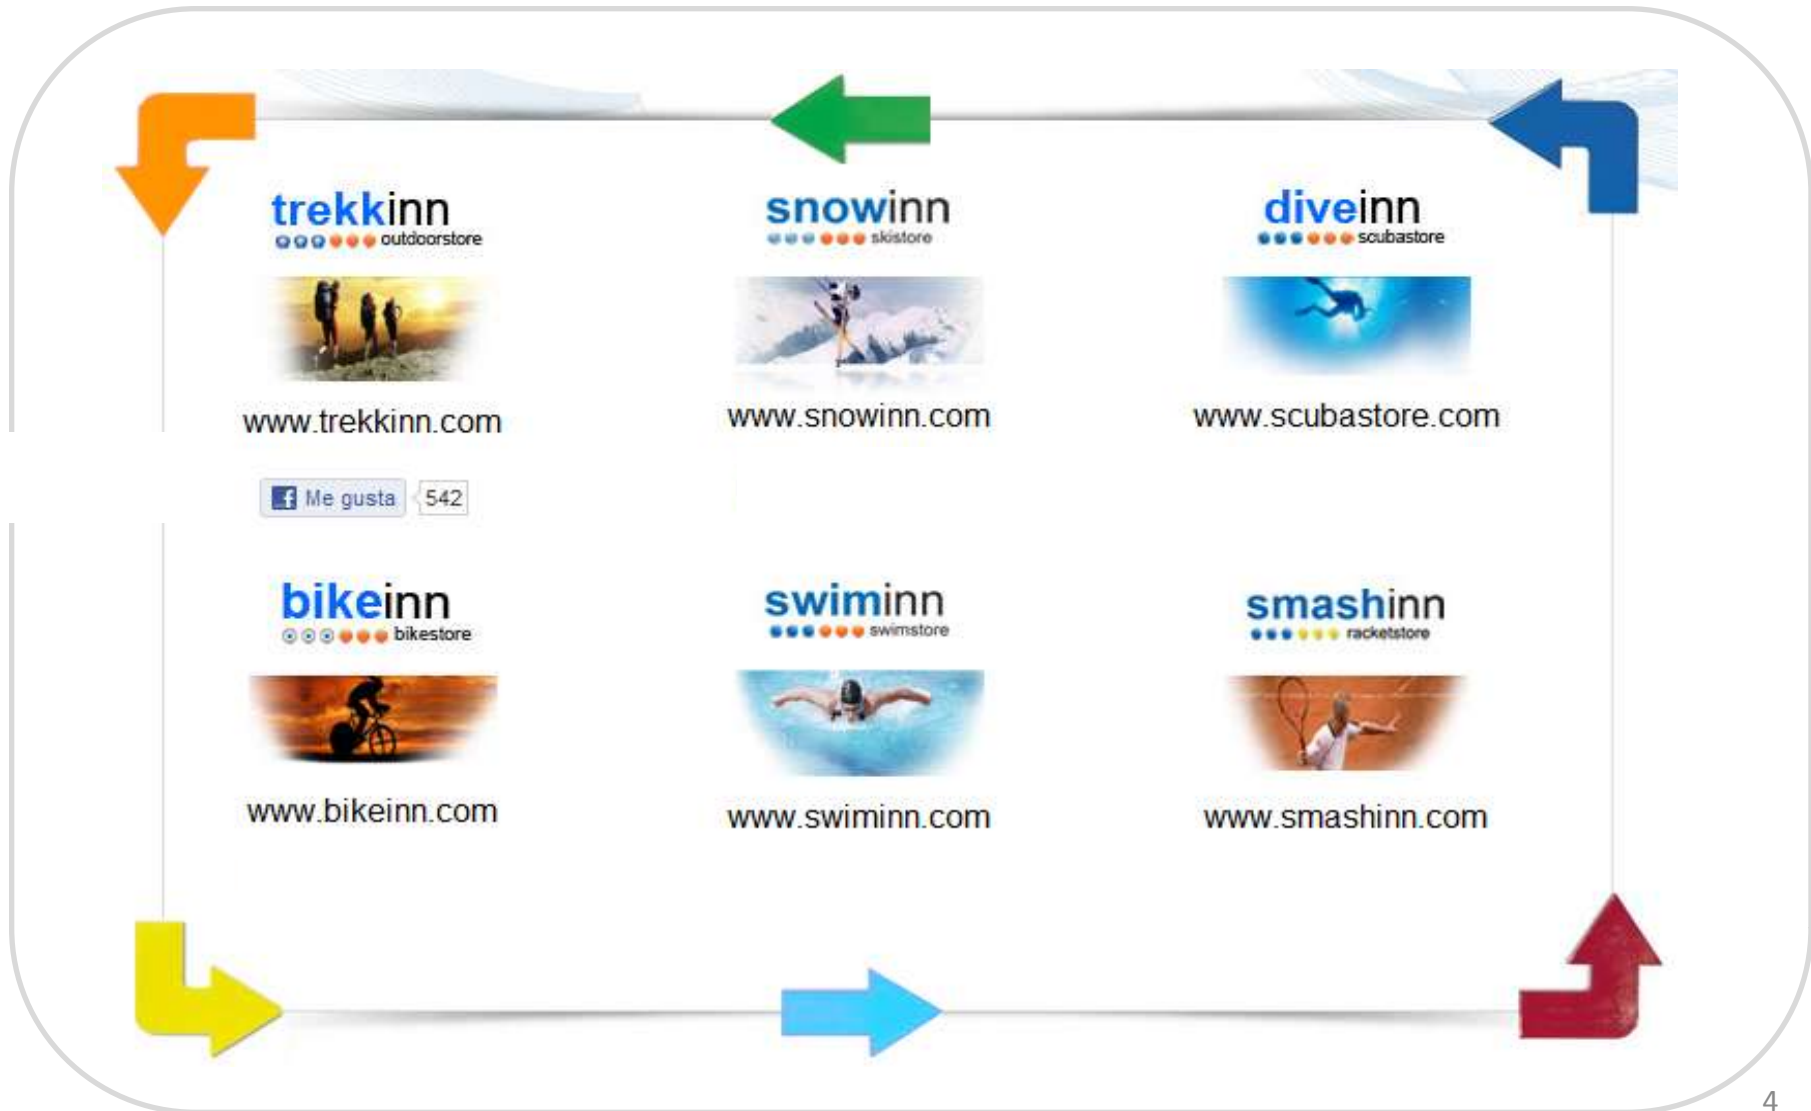 trekkinn
outdoorstore
www.trekkinn.com
snowinn
skistore
www.snowinn.com
diveinn
scubastore
www.scubastore.com
Me gusta 542
bikeinn
bikestore
www.bikeinn.com
swiminn
swimstore
www.swiminn.com
smashinn
racketstore
www.smashinn.com
4